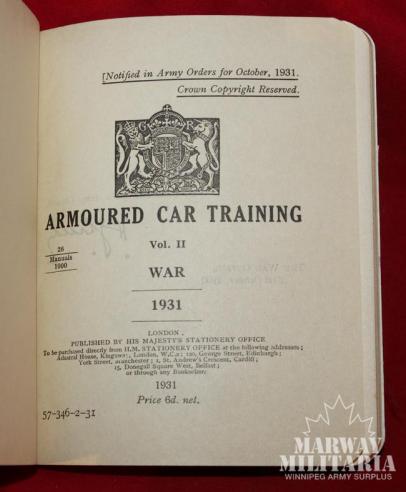 [Notified in Army Orders for October, 1931.
Crown Copyright Reserved.
G R
ARMOURED CAR TRAINING
Vol. II
26
Manuals
1000
WAR
1931
LONDON
PUBLISHED BY HIS MAJESTY'S STATIONERY OFFICE
To be purchased directly from H.M. STATIONERY OFFICE at the following addresses;
Adastral House, Kingsway, London, W.C.2; 120, George Street, Edinburgh;
York Street, Manchester; 1, St. Andrew's Crescent, Cardiff;
15, Donegall Square West, Belfast;
or through any Bookseller.
1931
Price 6d. net.
57-346-2-31
MARWAY
MILITARIA
WINNIPEG ARMY SURPLUS